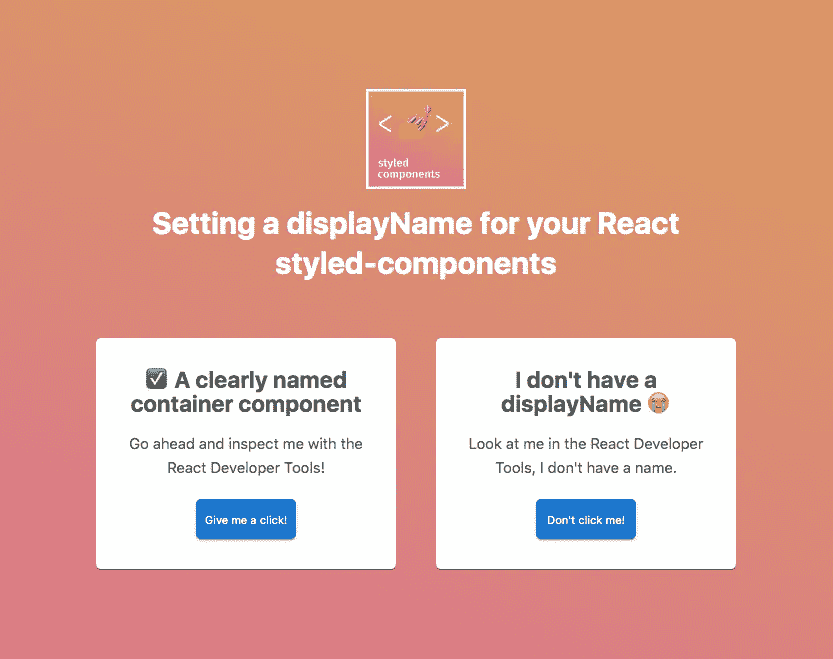 < >
styled
components
Setting a displayName for your React
styled-components
☑ A clearly named
container component
Go ahead and inspect me with the
React Developer Tools!
Give me a click!
I don't have a
displayName 😭
Look at me in the React Developer
Tools, I don't have a name.
Don't click me!